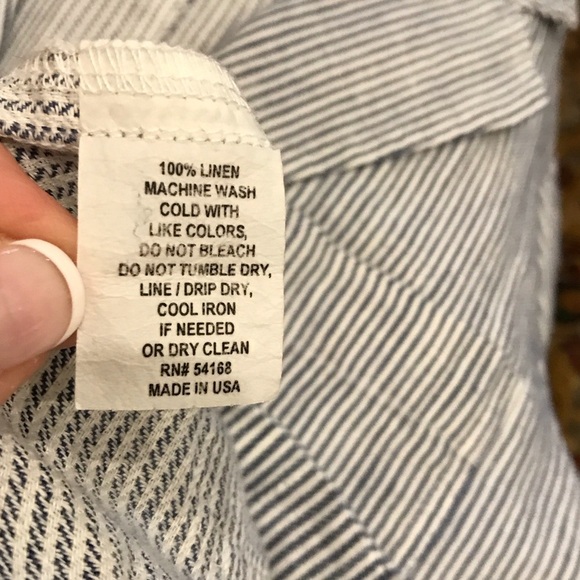 100% LINEN
MACHINE WASH
COLD WITH
LIKE COLORS,
DO NOT BLEACH
DO NOT TUMBLE DRY,
LINE / DRIP DRY,
COOL IRON
IF NEEDED
OR DRY CLEAN
RN# 54168
MADE IN USA